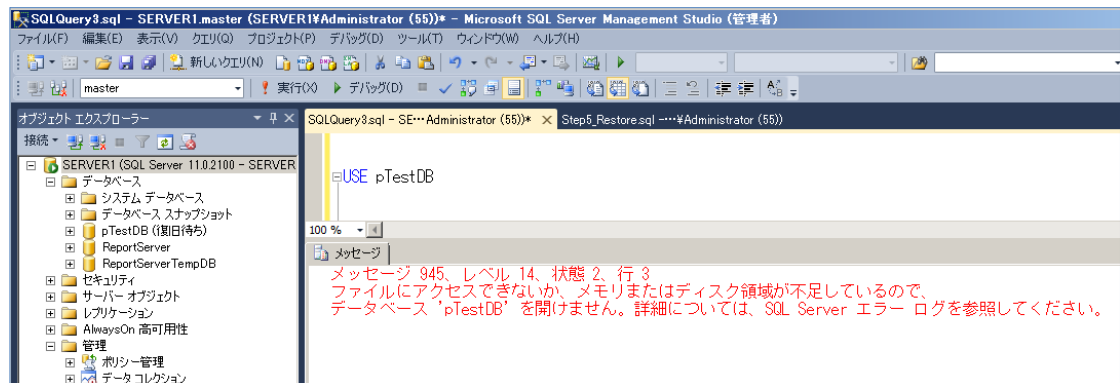 SQLQuery3.sql - SERVER1.master (SERVER1¥Administrator (55))* - Microsoft SQL Server Management Studio (管理者)
ファイル(F) 編集(E) 表示(V) クエリ(Q) プロジェクト(P) デバッグ(D) ツール(T) ウィンドウ(W) ヘルプ(H)
新しいクエリ(N)
master 実行(X) デバッグ(D)
オブジェクト エクスプローラー
接続
SERVER1 (SQL Server 11.0.2100 - SERVER
データベース
システム データベース
データベース スナップショット
pTestDB (復旧待ち)
ReportServer
ReportServerTempDB
セキュリティ
サーバー オブジェクト
レプリケーション
AlwaysOn 高可用性
管理
ポリシー管理
データ コレクション
SQLQuery3.sql - SE...Administrator (55))* Step5_Restore.sql -...¥Administrator (55))
USE pTestDB
100 %
メッセージ
メッセージ 945、レベル 14、状態 2、行 3
ファイルにアクセスできないか、メモリまたはディスク領域が不足しているので、
データベース 'pTestDB' を開けません。詳細については、SQL Server エラー ログを参照してください。